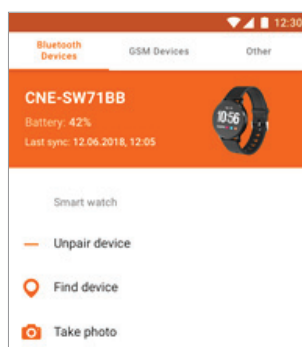 12:30
Bluetooth
Devices
GSM Devices
Other
CNE-SW71BB
Battery: 42%
Last sync: 12.06.2018, 12:05
10:56
Smart watch
Unpair device
Find device
Take photo